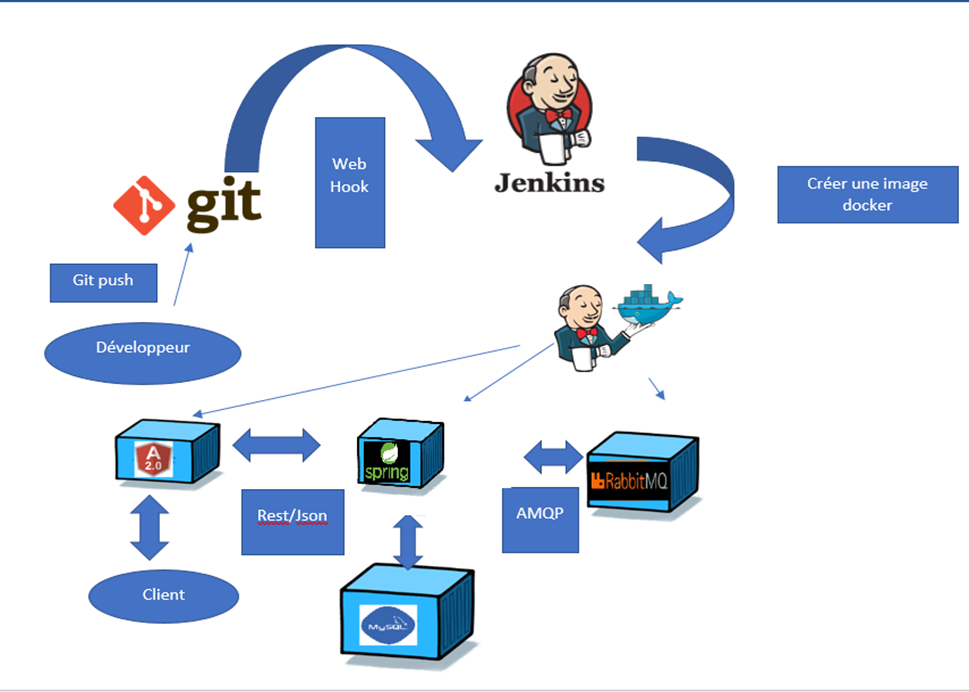 Web
Hook
git
Jenkins
Créer une image
docker
Git push
Développeur
A
2.0
spring
RabbitMQ
Rest/Json
AMQP
Client
MySQL